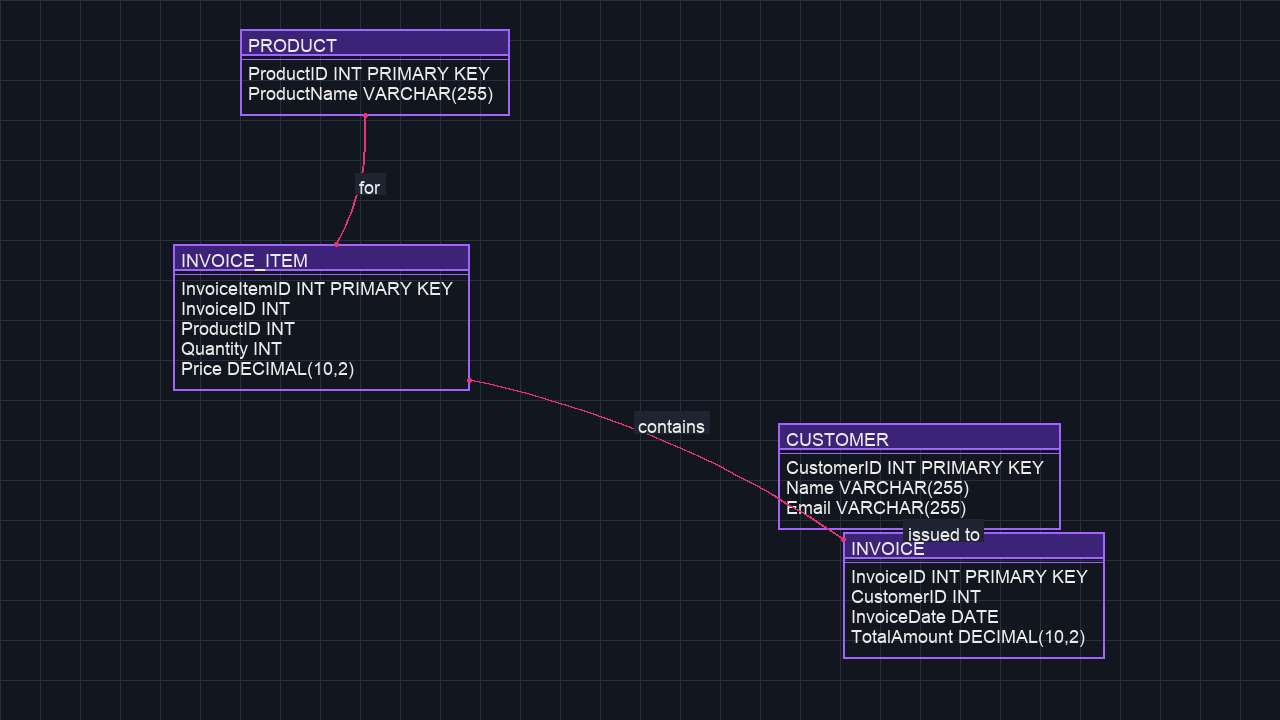 PRODUCT
ProductID INT PRIMARY KEY
ProductName VARCHAR(255)
for
INVOICE_ITEM
InvoiceItemID INT PRIMARY KEY
InvoiceID INT
ProductID INT
Quantity INT
Price DECIMAL(10,2)
contains
CUSTOMER
CustomerID INT PRIMARY KEY
Name VARCHAR(255)
Email VARCHAR(255)
issued to
INVOICE
InvoiceID INT PRIMARY KEY
CustomerID INT
InvoiceDate DATE
TotalAmount DECIMAL(10,2)